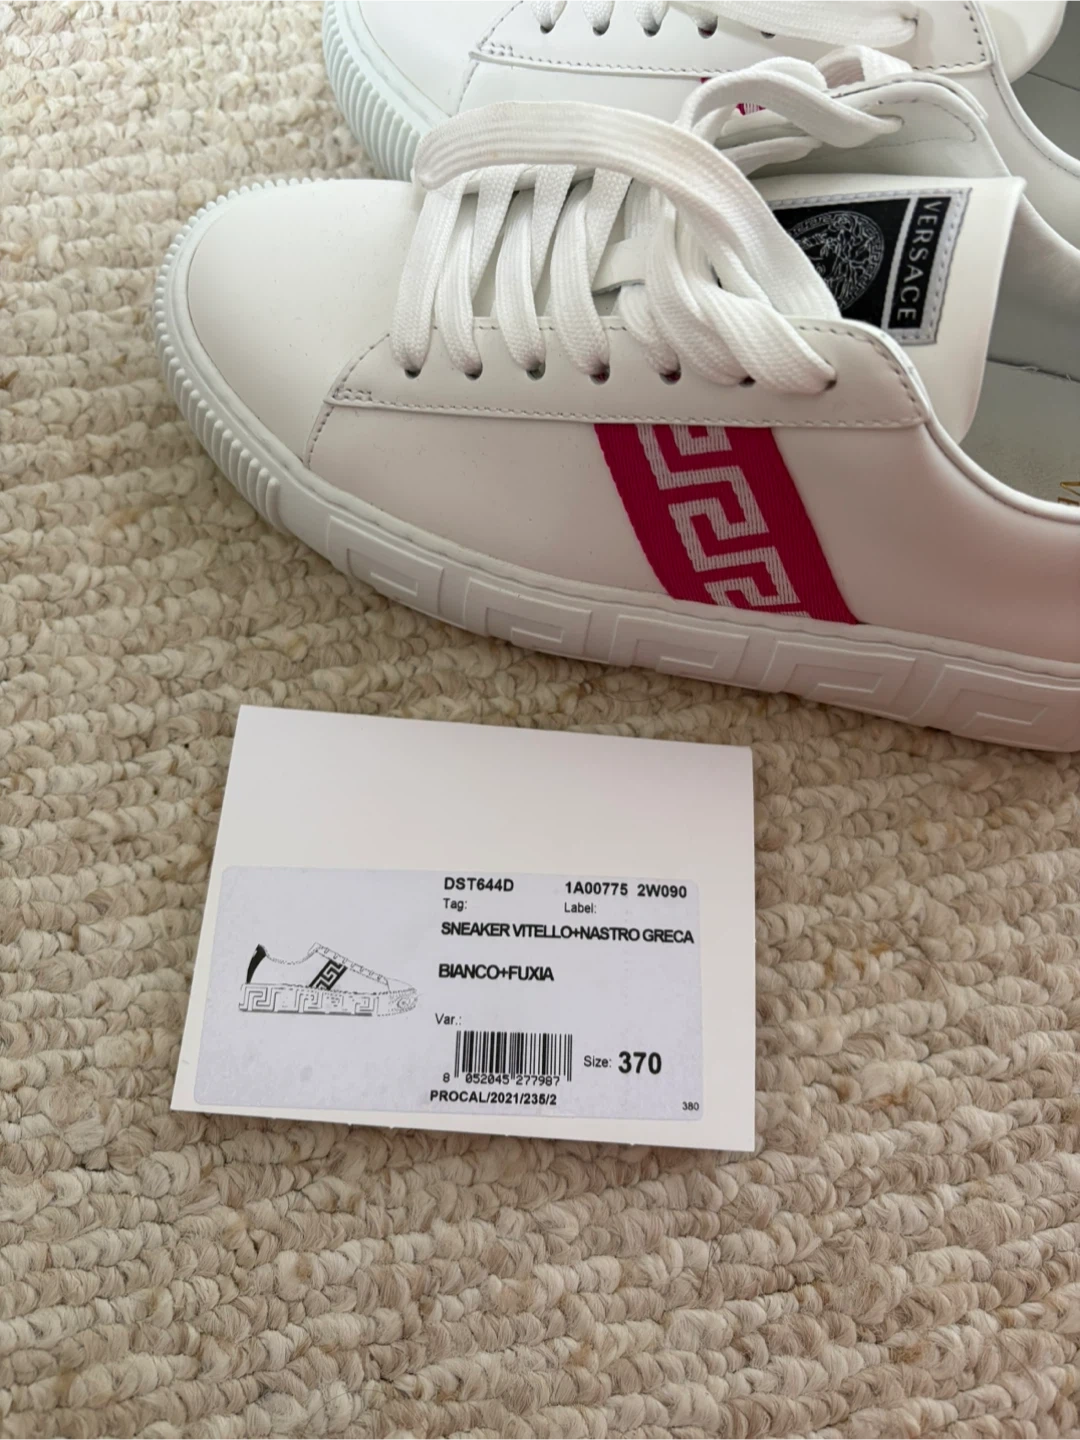 VERSACE
DST644D 1A00775 2W090
Tag: Label:
SNEAKER VITELLO+NASTRO GRECA
BIANCO+FUXIA
Var.:
Size: 370
8 052045 277987
PROCAL/2021/235/2
380